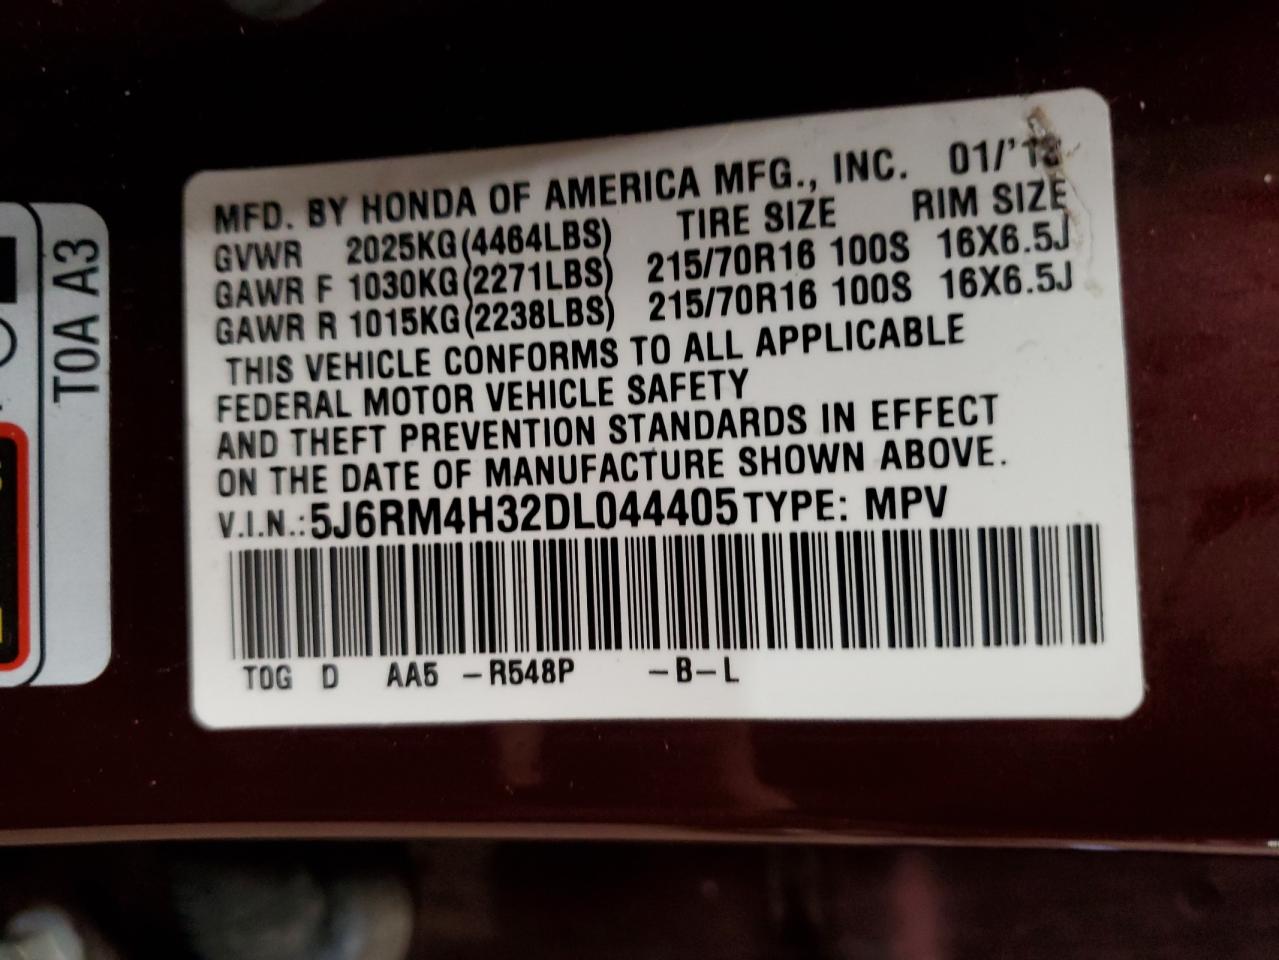 MFD. BY HONDA OF AMERICA MFG., INC. 01/'13
GVWR 2025KG(4464LBS) TIRE SIZE RIM SIZE
GAWR F 1030KG(2271LBS) 215/70R16 100S 16X6.5J
GAWR R 1015KG(2238LBS) 215/70R16 100S 16X6.5J
THIS VEHICLE CONFORMS TO ALL APPLICABLE
FEDERAL MOTOR VEHICLE SAFETY
AND THEFT PREVENTION STANDARDS IN EFFECT
ON THE DATE OF MANUFACTURE SHOWN ABOVE.
V.I.N.:5J6RM4H32DL044405 TYPE: MPV
T0G D AA5 -R548P -B-L
T0A A3